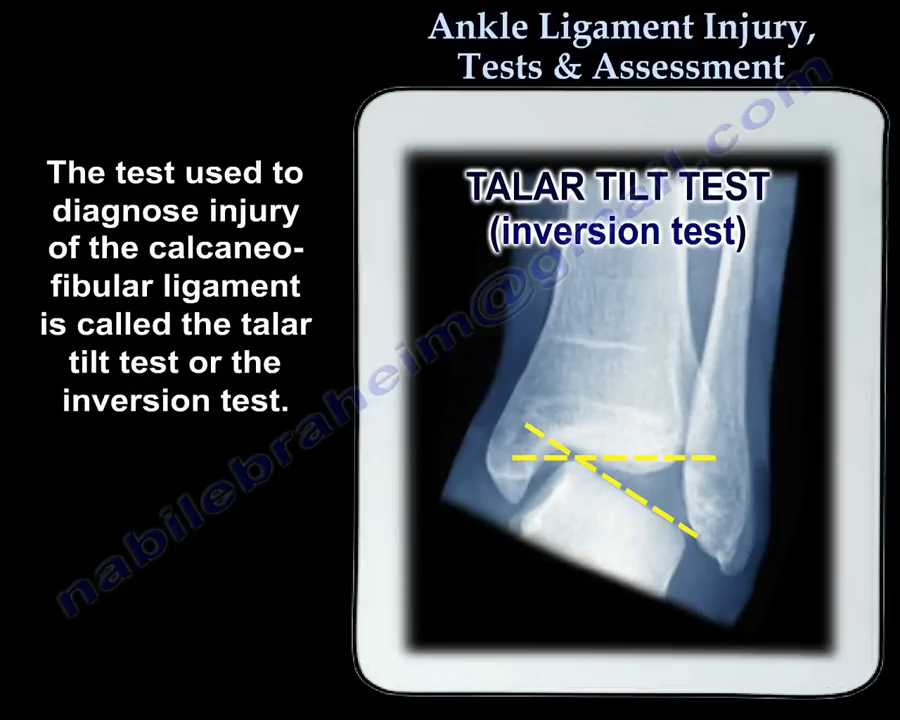 Ankle Ligament Injury,
Tests & Assessment
The test used to
diagnose injury
of the calcaneo-
fibular ligament
is called the talar
tilt test or the
inversion test.
TALAR TILT TEST
(inversion test)
nabilebraheim@gmail.com